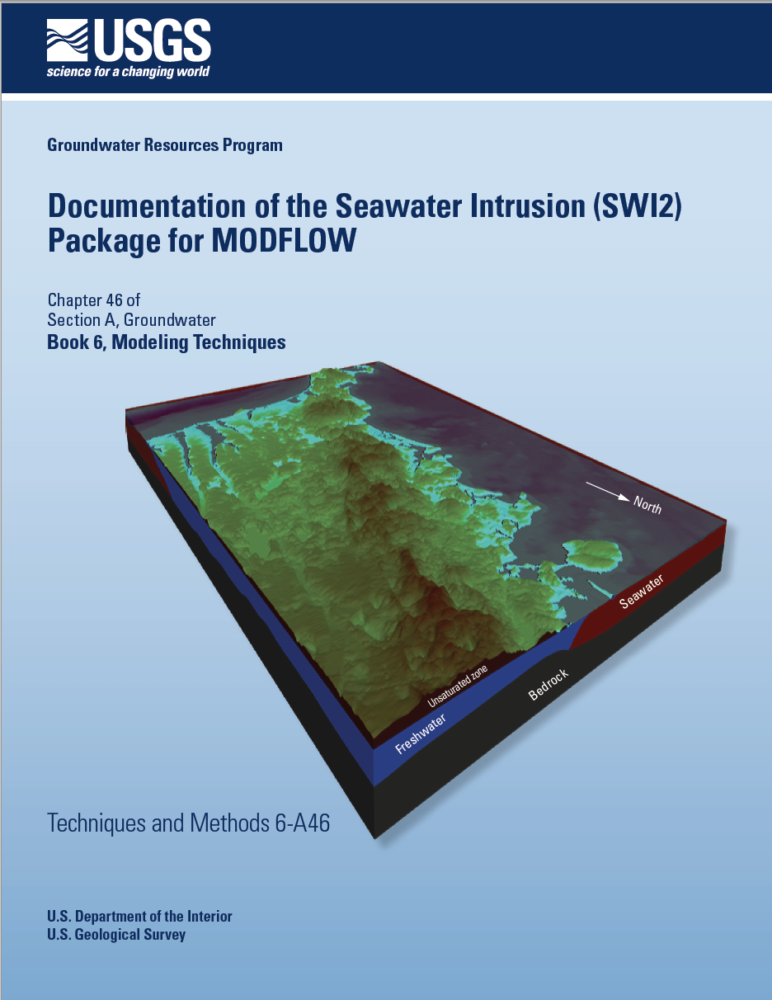 USGS
science for a changing world
Groundwater Resources Program
Documentation of the Seawater Intrusion (SWI2)
Package for MODFLOW
Chapter 46 of
Section A, Groundwater
Book 6, Modeling Techniques
North
Seawater
Unsaturated zone
Bedrock
Freshwater
Techniques and Methods 6-A46
U.S. Department of the Interior
U.S. Geological Survey